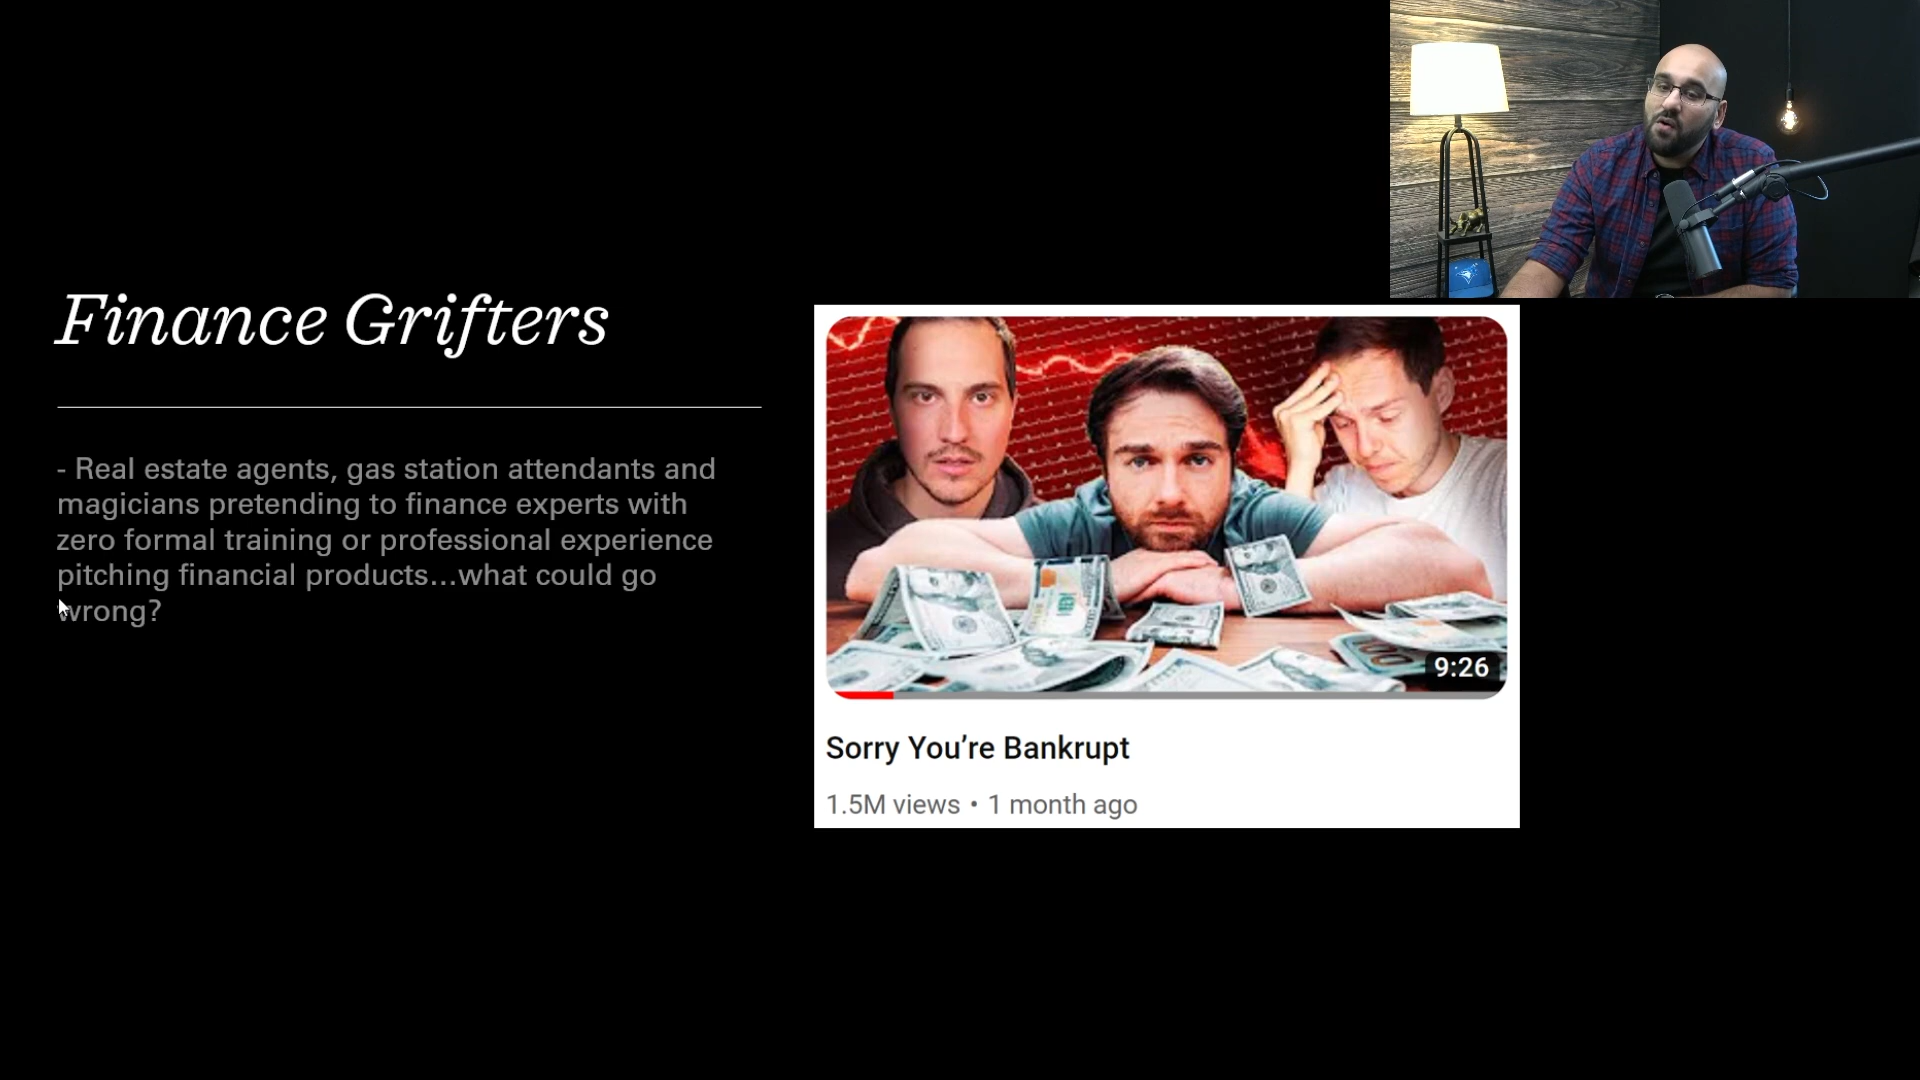 Finance Grifters
- Real estate agents, gas station attendants and
magicians pretending to finance experts with
zero formal training or professional experience
pitching financial products...what could go
wrong?
9:26
Sorry You’re Bankrupt
1.5M views • 1 month ago